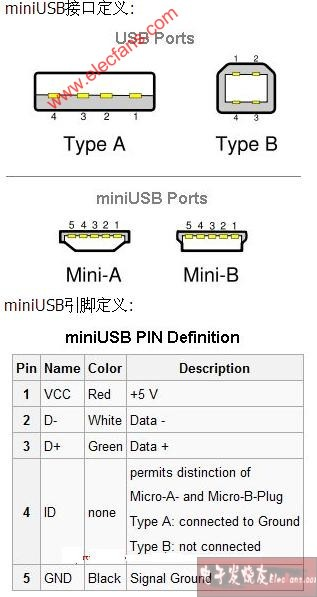 miniUSB接口定义：
USB Ports
www.elecfans.com
4 3 2 1
1 2
4 3
Type A
Type B
miniUSB Ports
5 4 3 2 1
5 4 3 2 1
Mini-A
Mini-B
miniUSB引脚定义：
miniUSB PIN Definition
Pin Name Color Description
1 VCC Red +5 V
2 D- White Data -
3 D+ Green Data +
4 ID none permits distinction of
Micro-A- and Micro-B-Plug
Type A: connected to Ground
Type B: not connected
5 GND Black Signal Ground
电子发烧友 Elecfans.com